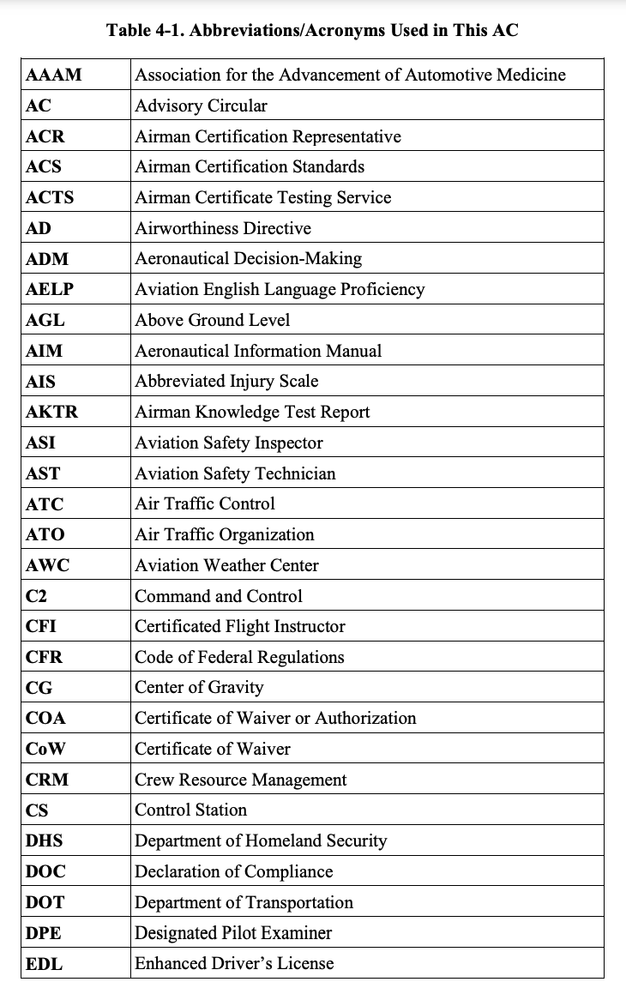 Table 4-1. Abbreviations/Acronyms Used in This AC
AAAM Association for the Advancement of Automotive Medicine
AC Advisory Circular
ACR Airman Certification Representative
ACS Airman Certification Standards
ACTS Airman Certificate Testing Service
AD Airworthiness Directive
ADM Aeronautical Decision-Making
AELP Aviation English Language Proficiency
AGL Above Ground Level
AIM Aeronautical Information Manual
AIS Abbreviated Injury Scale
AKTR Airman Knowledge Test Report
ASI Aviation Safety Inspector
AST Aviation Safety Technician
ATC Air Traffic Control
ATO Air Traffic Organization
AWC Aviation Weather Center
C2 Command and Control
CFI Certificated Flight Instructor
CFR Code of Federal Regulations
CG Center of Gravity
COA Certificate of Waiver or Authorization
CoW Certificate of Waiver
CRM Crew Resource Management
CS Control Station
DHS Department of Homeland Security
DOC Declaration of Compliance
DOT Department of Transportation
DPE Designated Pilot Examiner
EDL Enhanced Driver’s License